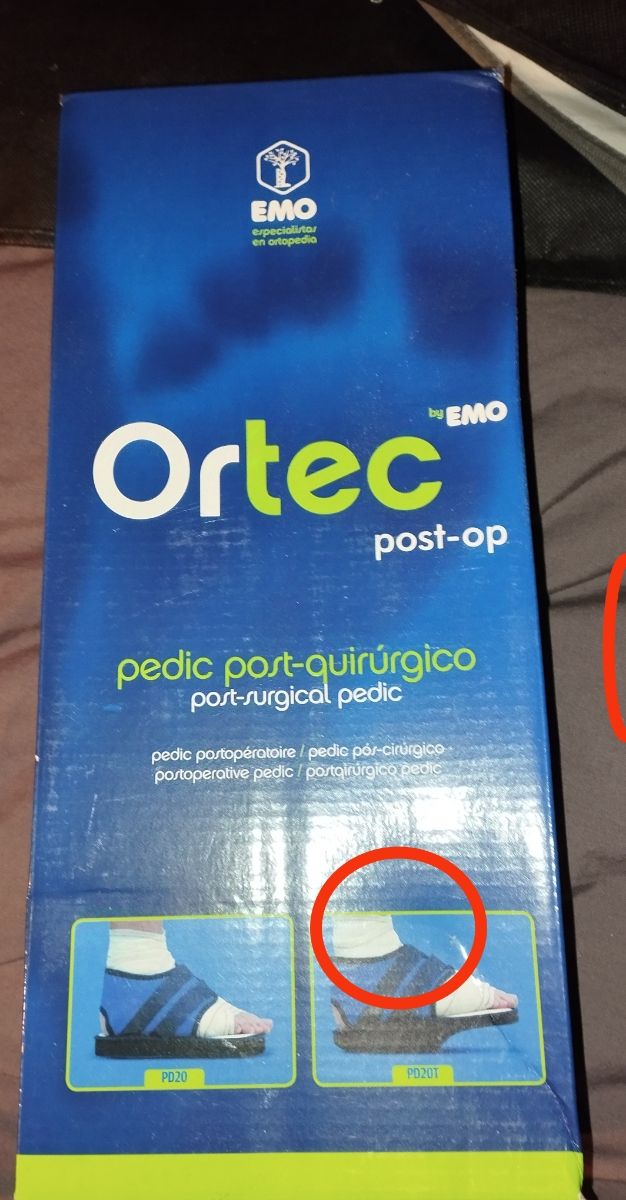 EMO
especialistas
en ortopedia
by EMO
Ortec
post-op
pedic post-quirúrgico
post-surgical pedic
pedic postopératoire / pedic pós-cirúrgico
postoperative pedic / postqirúrgico pedic
PD20
PD20T